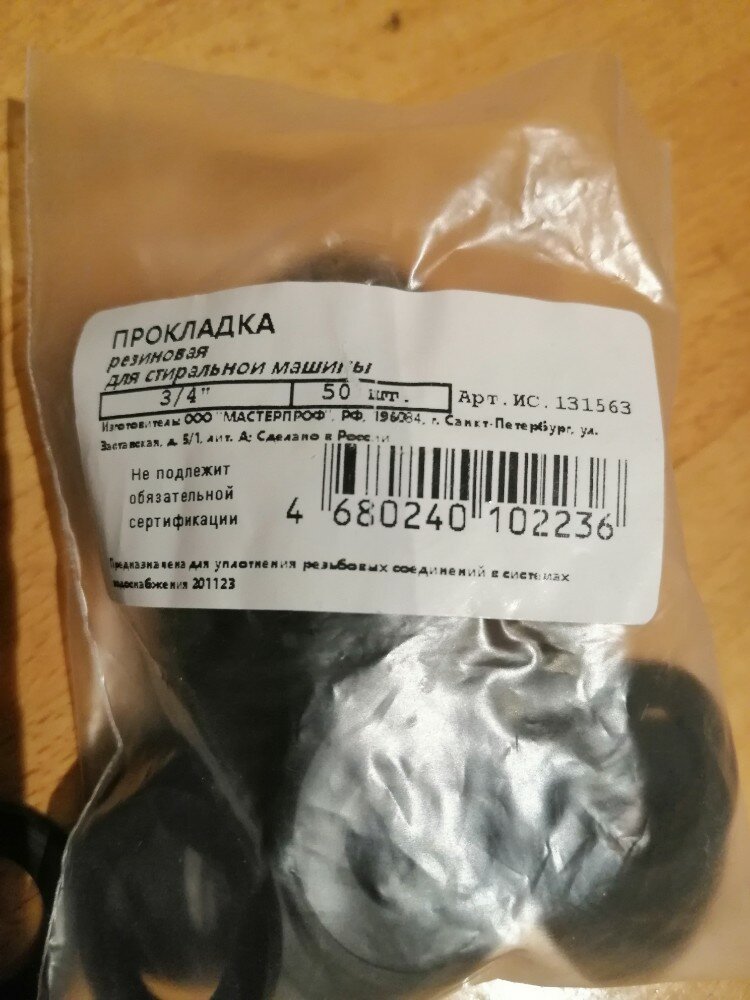 ПРОКЛАДКА
резиновая
для стиральной машины
3/4" 50 шт. Арт.ИС.131563
Изготовитель: ООО "МАСТЕРПРОФ", РФ, 196084, г. Санкт-Петербург, ул.
Заставская, д. 5/1, лит. А; Сделано в России
Не подлежит
обязательной
сертификации
4 680240 102236
Предназначена для уплотнения резьбовых соединений в системах
водоснабжения 201123